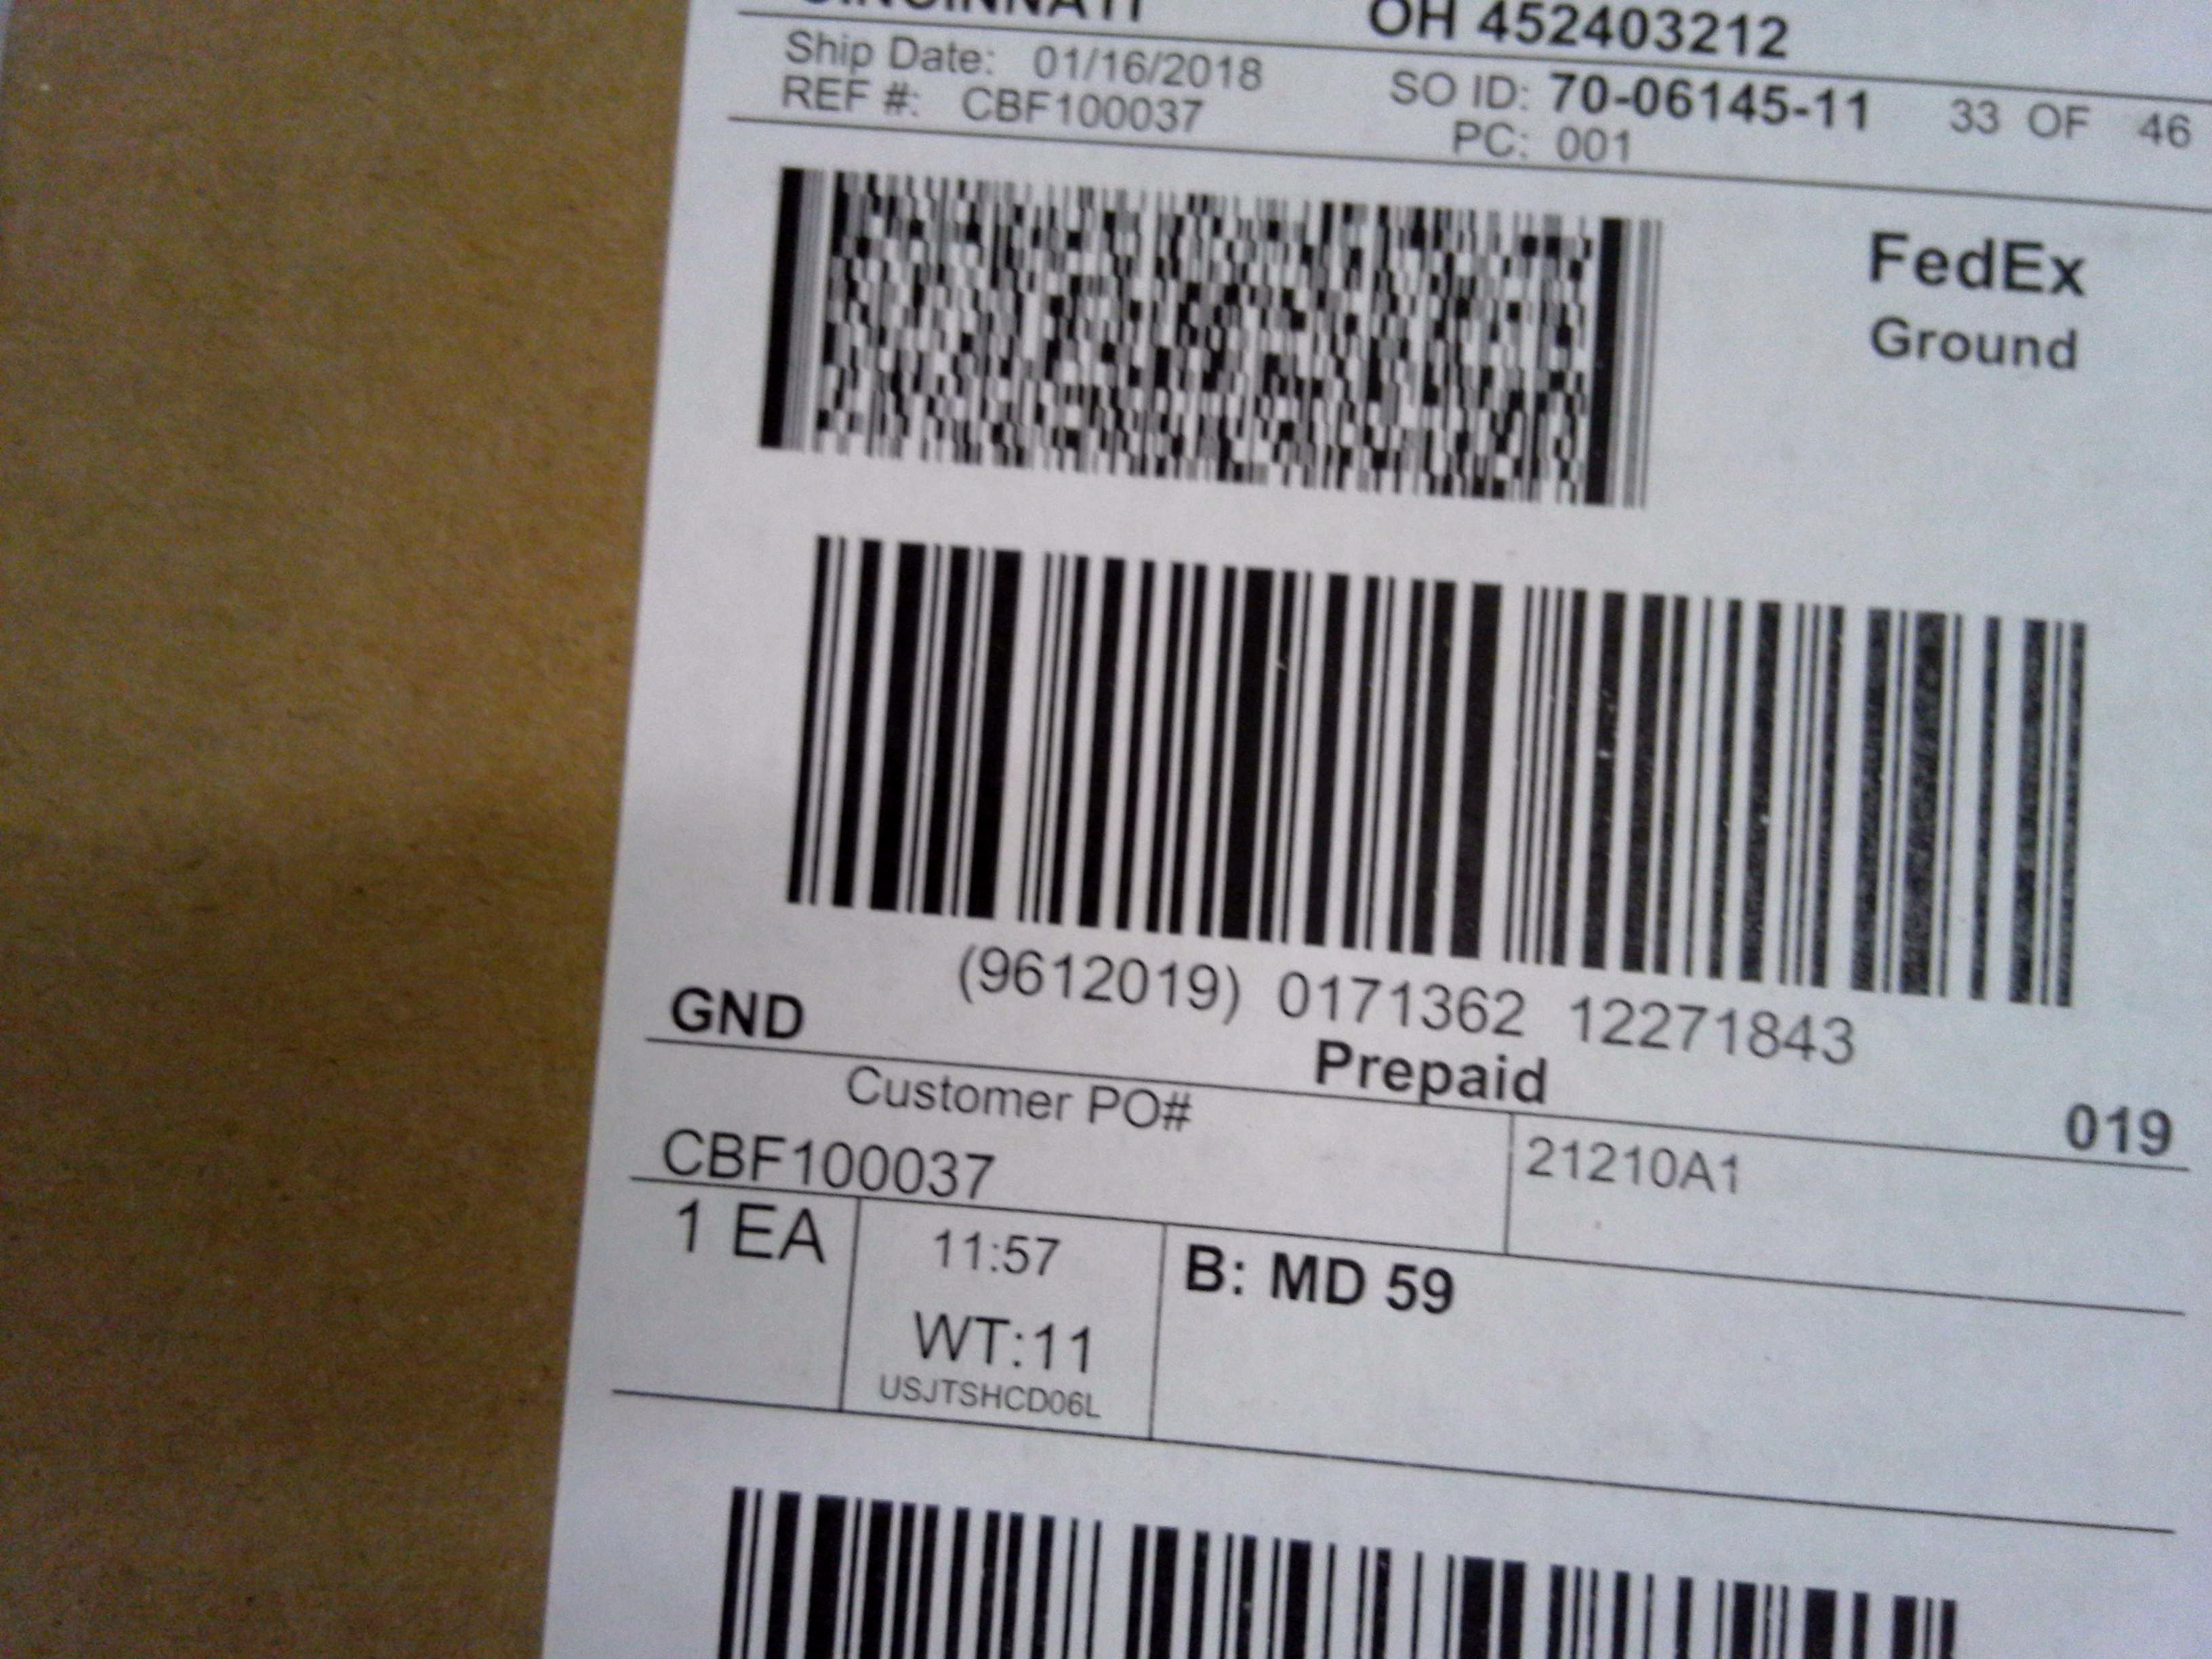 CINCINNATI OH 452403212
Ship Date: 01/16/2018 SO ID: 70-06145-11 33 OF 46
REF #: CBF100037 PC: 001
FedEx
Ground
(9612019) 0171362 12271843
GND Prepaid 019
Customer PO# 21210A1
CBF100037
1 EA 11:57 B: MD 59
WT:11
USJTSHCD06L